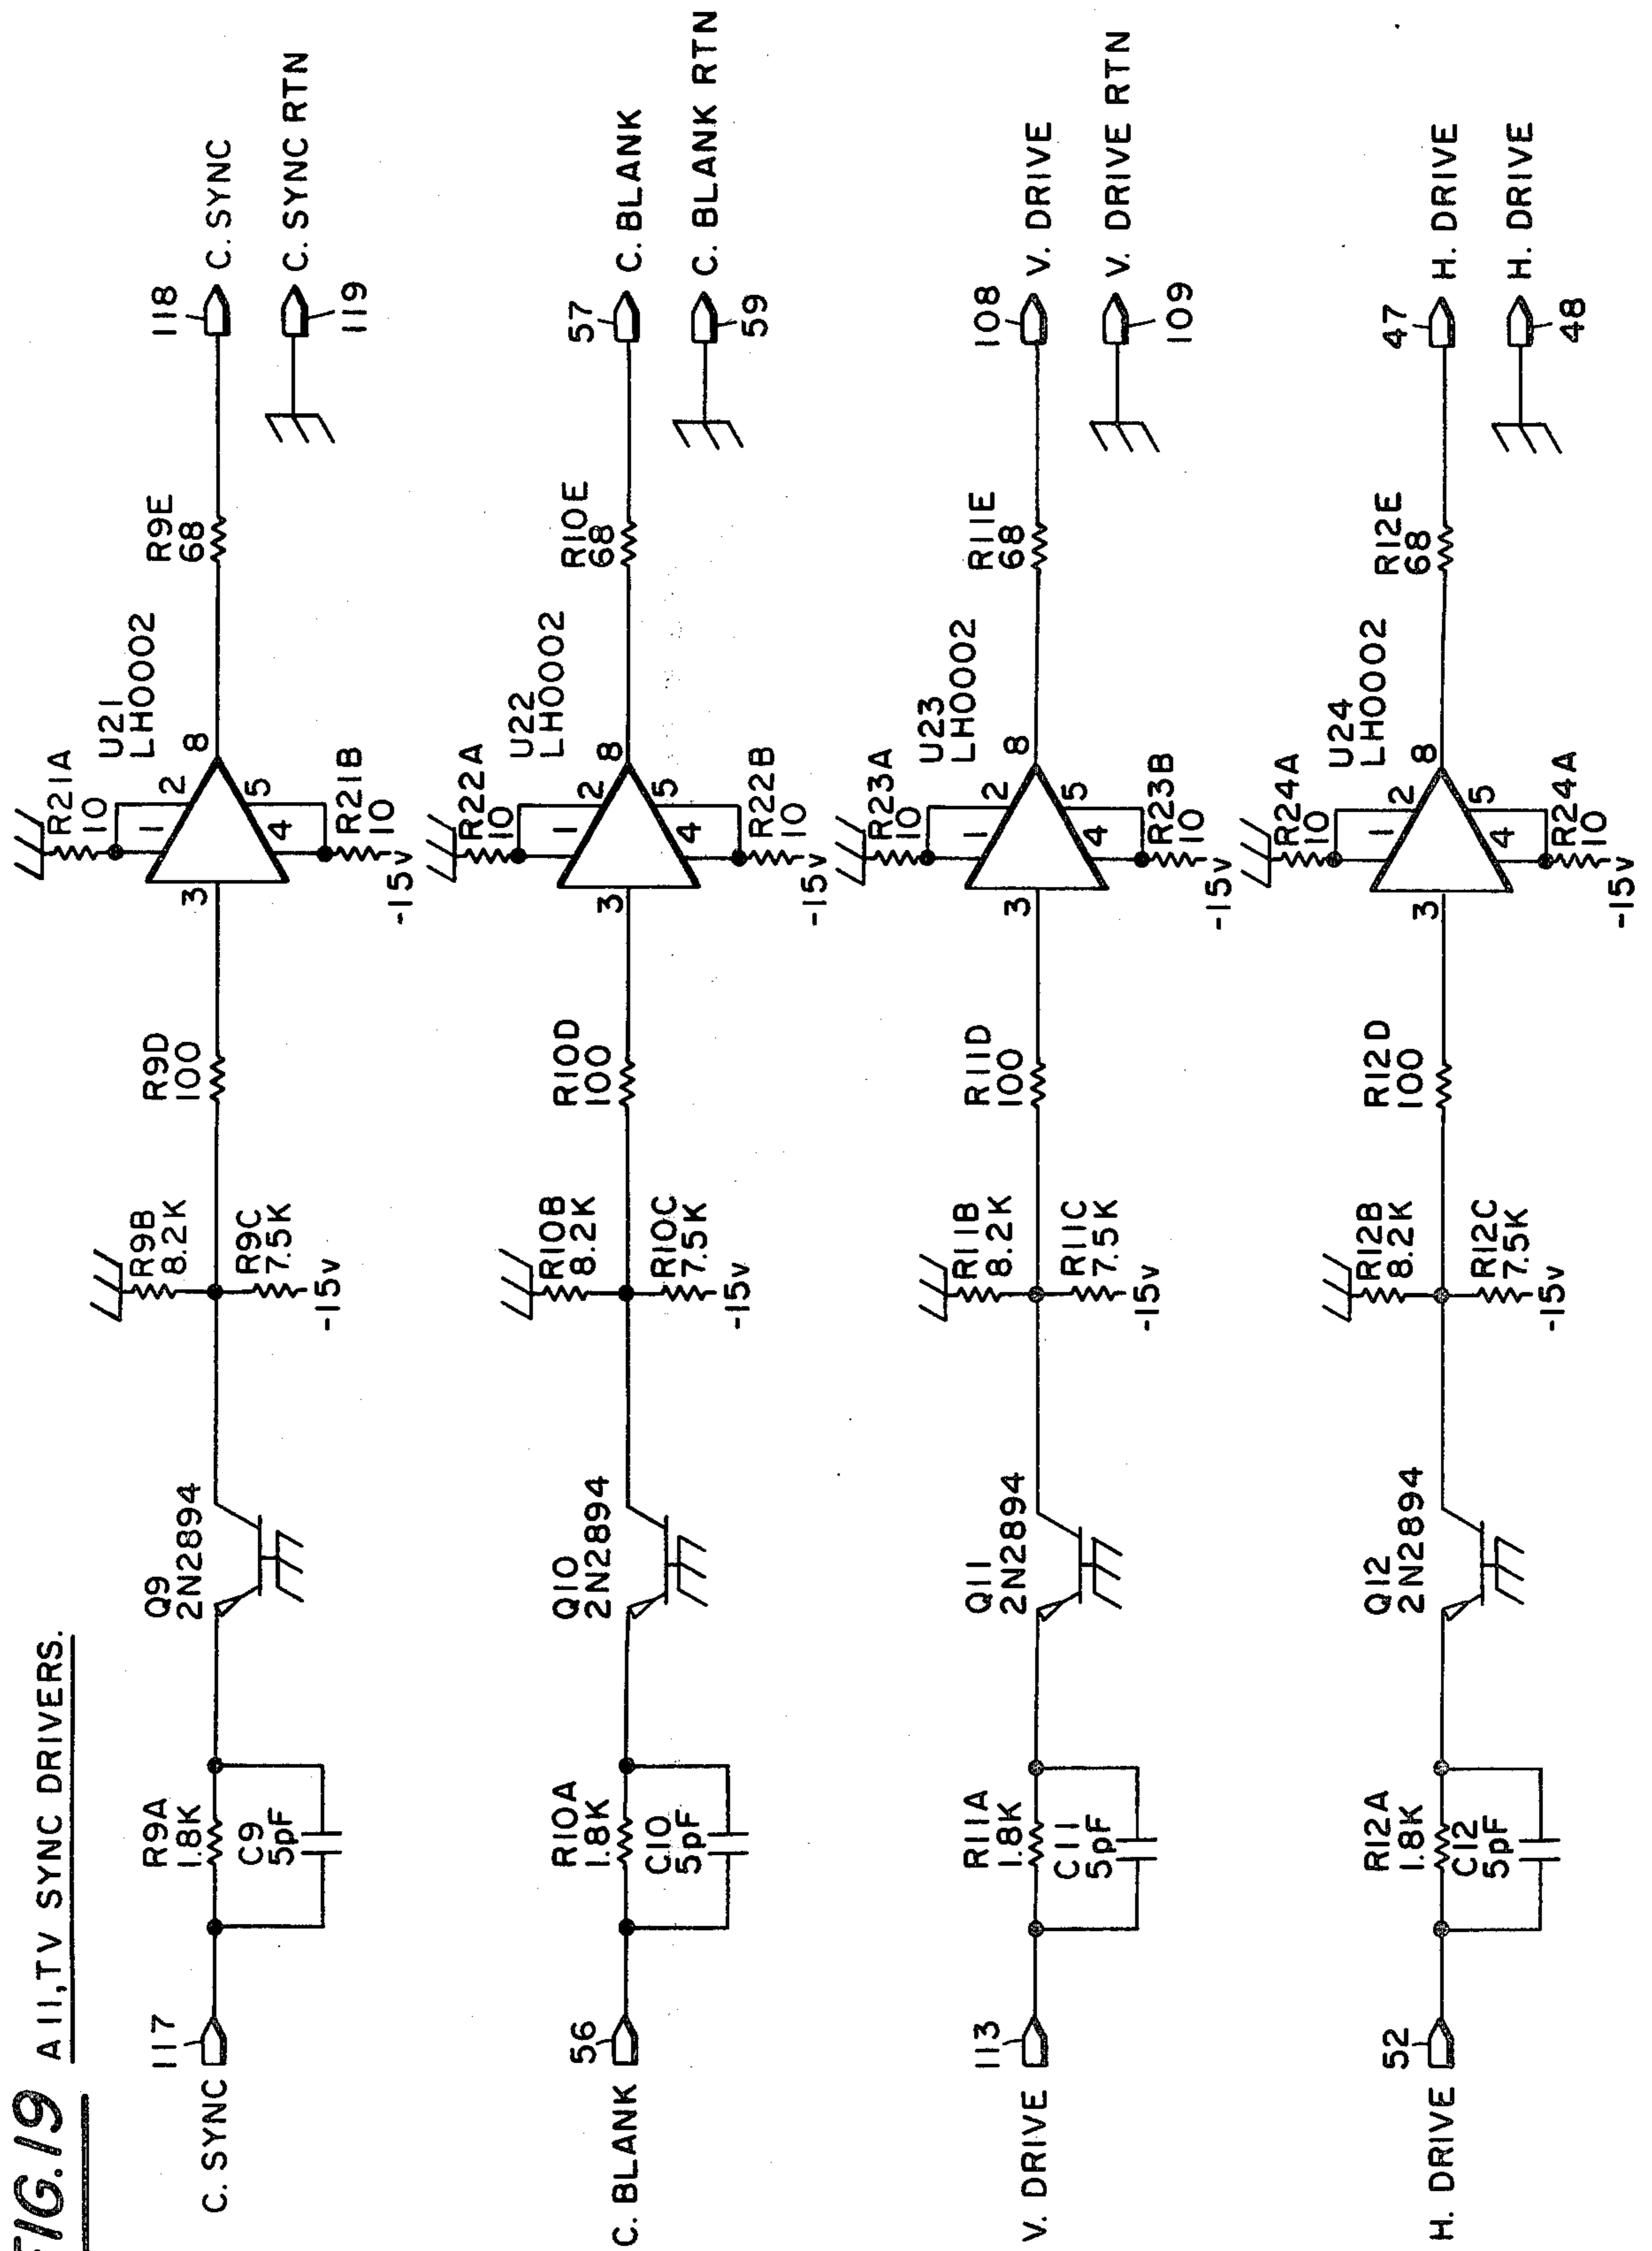 FIG. 19 A11, TV SYNC DRIVERS.
C. SYNC
117
R9A
1.8K
C9
5pF
Q9
2N2894
R9B
8.2K
R9C
7.5K
-15v
R9D
100
3
R21A
10
1
2
U21
LH0002
8
4
5
R21B
10
-15v
R9E
68
118
C. SYNC
119
C. SYNC RTN
C. BLANK
56
R10A
1.8K
C10
5pF
Q10
2N2894
R10B
8.2K
R10C
7.5K
-15v
R10D
100
3
R22A
10
1
2
U22
LH0002
8
4
5
R22B
10
-15v
R10E
68
57
C. BLANK
59
C. BLANK RTN
V. DRIVE
113
R11A
1.8K
C11
5pF
Q11
2N2894
R11B
8.2K
R11C
7.5K
-15v
R11D
100
3
R23A
10
1
2
U23
LH0002
8
4
5
R23B
10
-15v
R11E
68
108
V. DRIVE
109
V. DRIVE RTN
H. DRIVE
52
R12A
1.8K
C12
5pF
Q12
2N2894
R12B
8.2K
R12C
7.5K
-15v
R12D
100
3
R24A
10
1
2
U24
LH0002
8
4
5
R24A
10
-15v
R12E
68
47
H. DRIVE
48
H. DRIVE